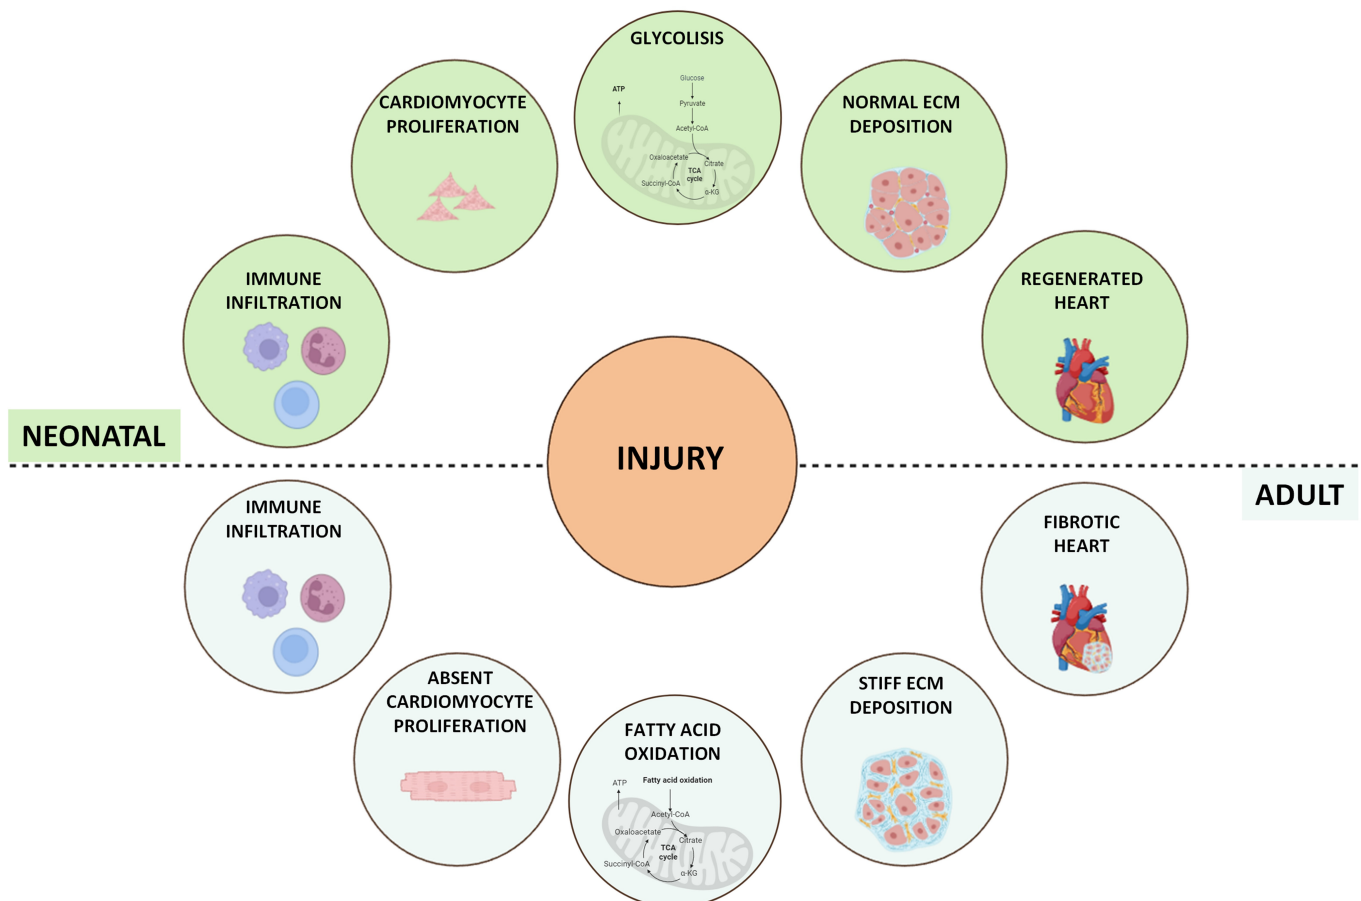 GLYCOLISIS
Glucose
ATP
Pyruvate
Acetyl-CoA
Oxaloacetate
Citrate
TCA
cycle
Succinyl-CoA
α-KG
CARDIOMYOCYTE
PROLIFERATION
NORMAL ECM
DEPOSITION
IMMUNE
INFILTRATION
REGENERATED
HEART
NEONATAL
INJURY
ADULT
IMMUNE
INFILTRATION
FIBROTIC
HEART
ABSENT
CARDIOMYOCYTE
PROLIFERATION
STIFF ECM
DEPOSITION
FATTY ACID
OXIDATION
ATP
Fatty acid oxidation
Acetyl-CoA
Oxaloacetate
Citrate
TCA
cycle
Succinyl-CoA
α-KG